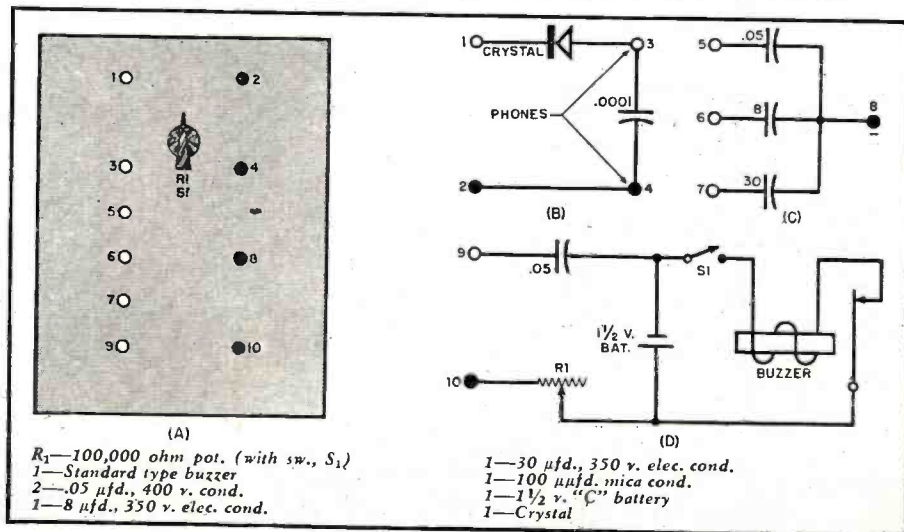 1
2
R1
S1
3
4
5
6
8
7
9
10
(A)
1
CRYSTAL
3
.0001
PHONES
2
4
(B)
5
.05
6
8
8
–
7
30
(C)
9
.05
S1
1½ V.
BAT.
BUZZER
10
R1
(D)
R₁—100,000 ohm pot. (with sw., S₁)
1—Standard type buzzer
2—.05 μfd., 400 v. cond.
1—8 μfd., 350 v. elec. cond.
1—30 μfd., 350 v. elec. cond.
1—100 μμfd. mica cond.
1—1½ v. "C" battery
1—Crystal